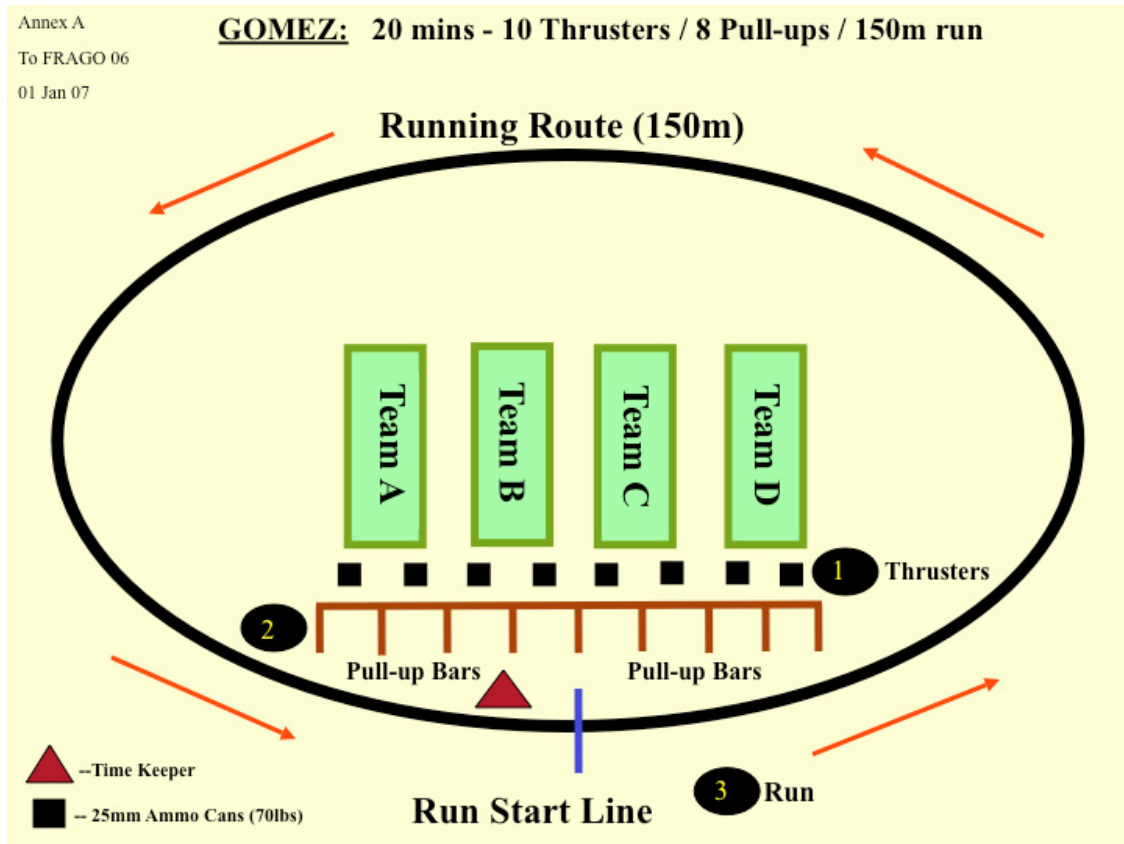 Annex A
To FRAGO 06
01 Jan 07
GOMEZ: 20 mins - 10 Thrusters / 8 Pull-ups / 150m run
Running Route (150m)
Team A
Team B
Team C
Team D
1 Thrusters
2
Pull-up Bars
Pull-up Bars
--Time Keeper
-- 25mm Ammo Cans (70lbs)
Run Start Line
3 Run